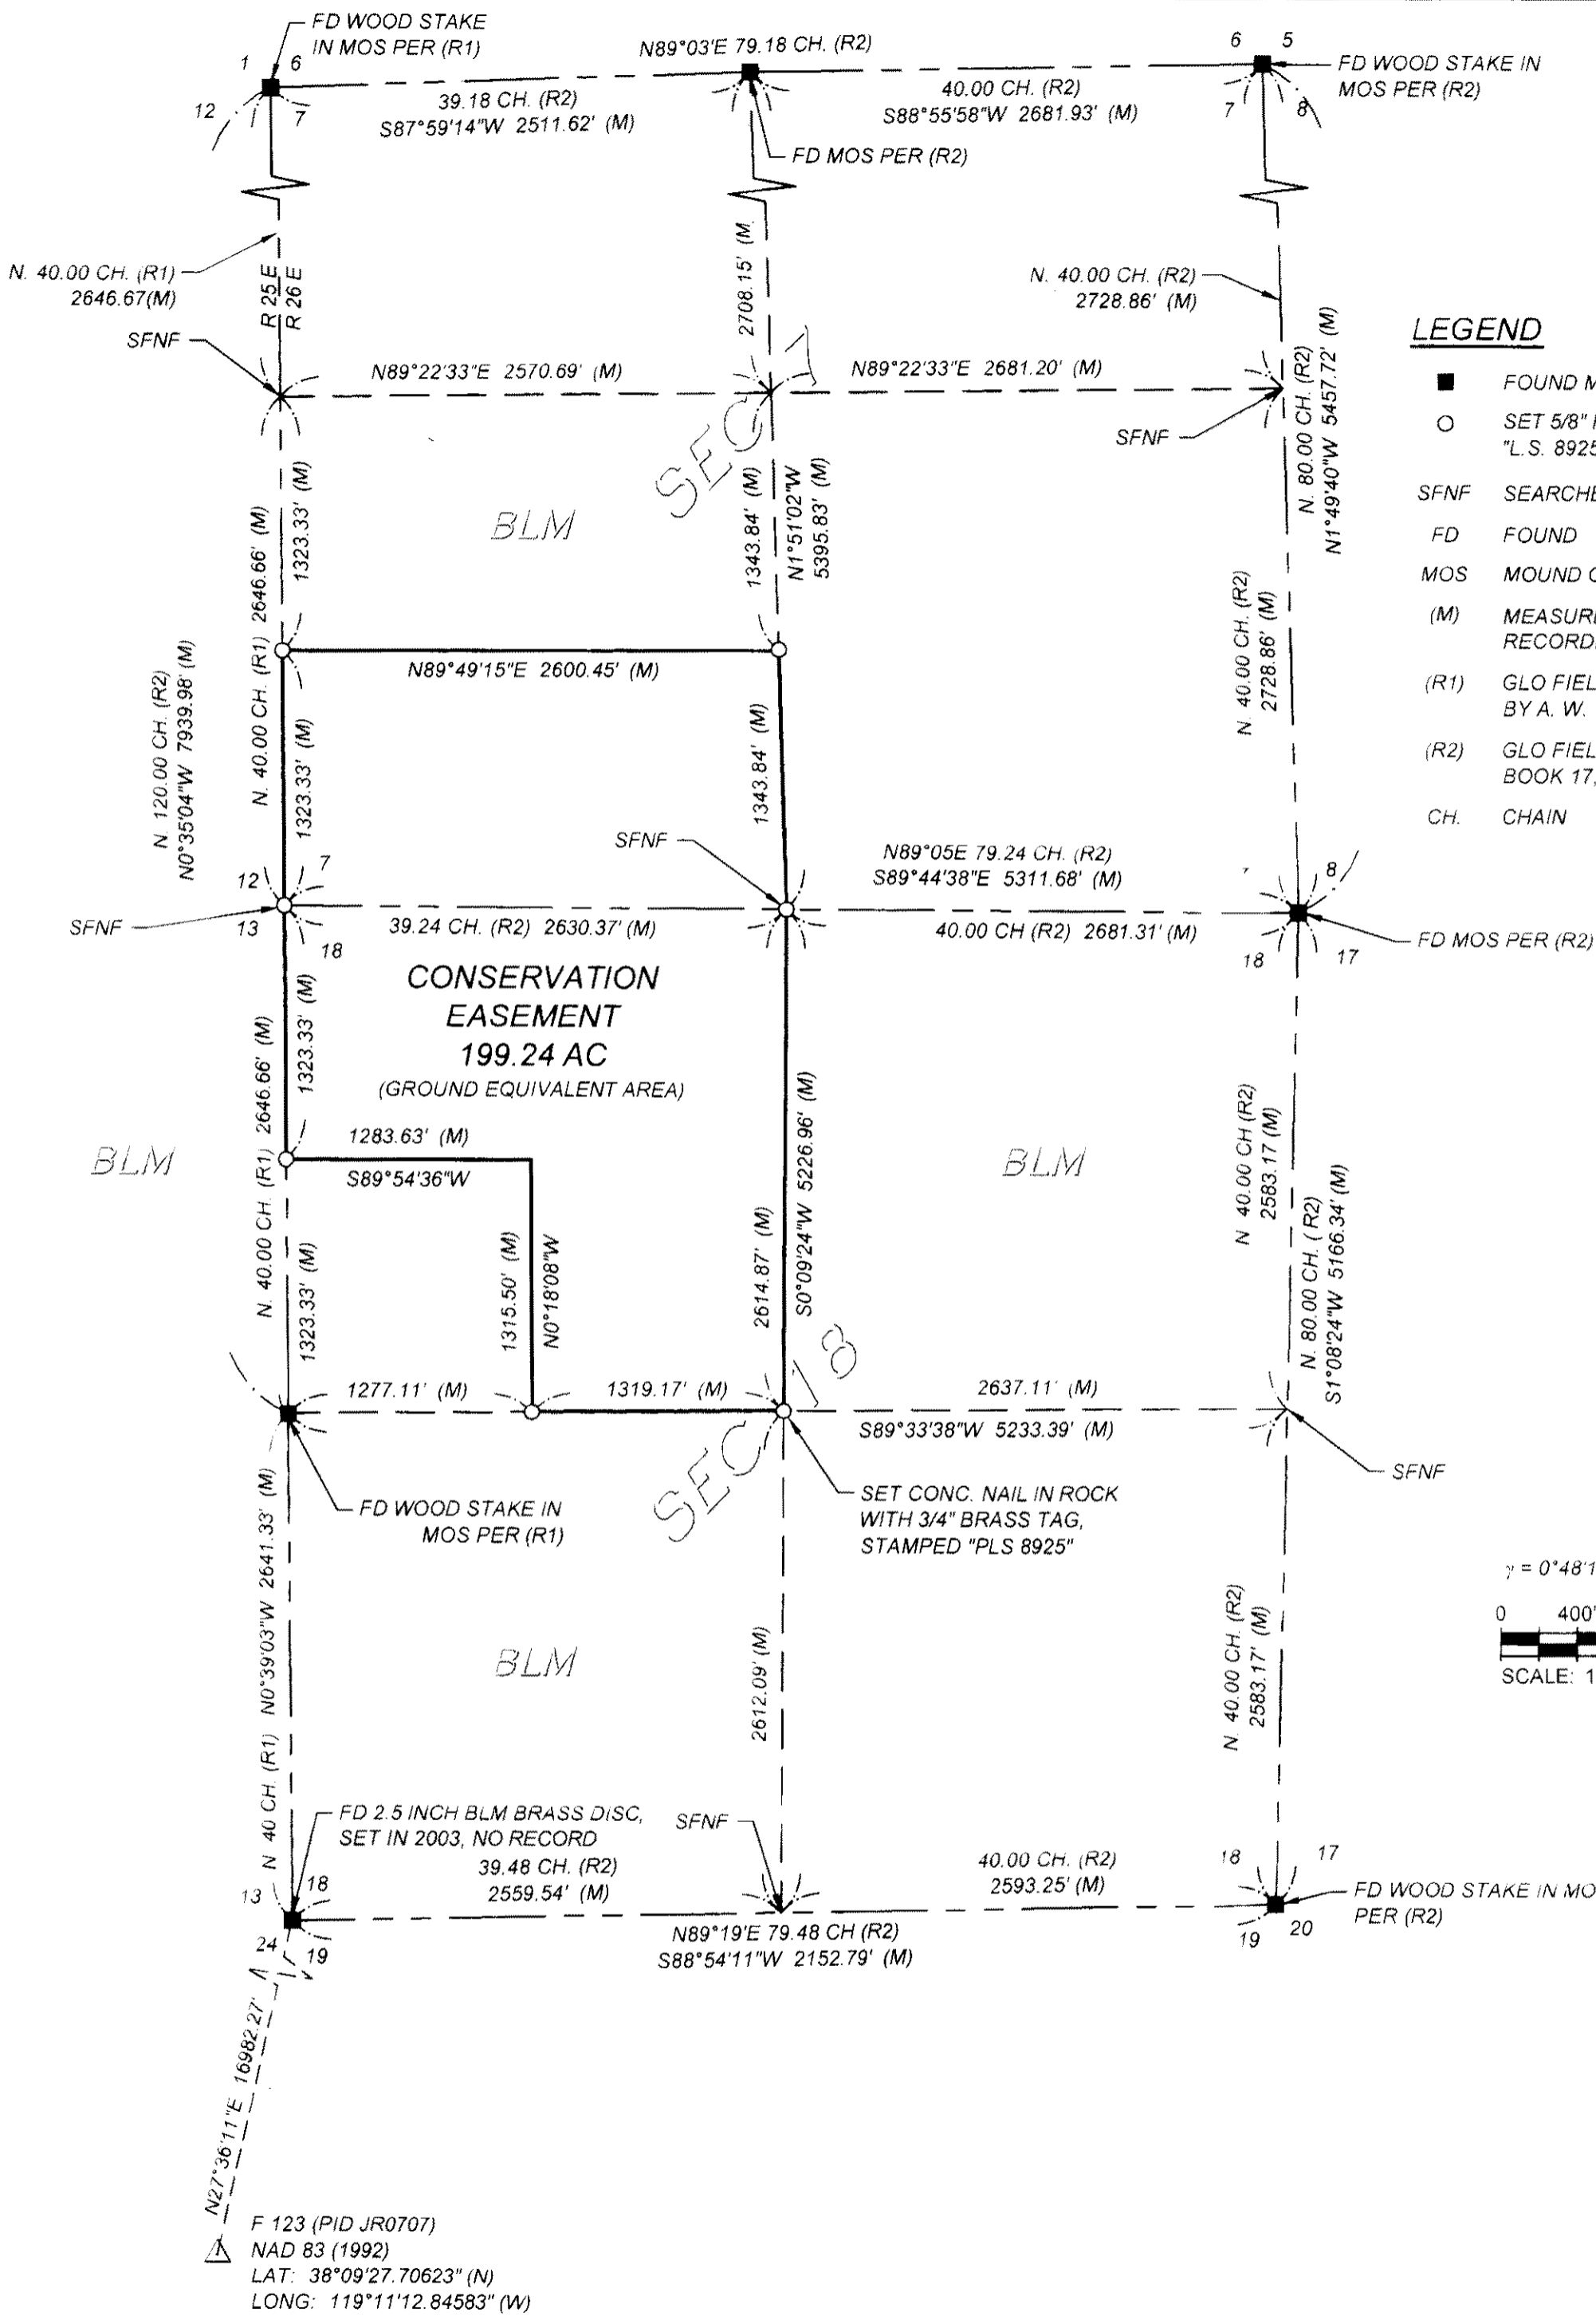 FD WOOD STAKE
IN MOS PER (R1)
1 6
12 7
N89°03'E 79.18 CH. (R2)
39.18 CH. (R2)
S87°59'14"W 2511.62' (M)
40.00 CH. (R2)
S88°55'58"W 2681.93' (M)
6 5
7 8
FD WOOD STAKE IN
MOS PER (R2)
FD MOS PER (R2)
N. 40.00 CH. (R1)
2646.67(M)
R 25 E
R 26 E
2708.15' (M.
N. 40.00 CH. (R2)
2728.86' (M)
SFNF
N89°22'33"E 2570.69' (M)
N89°22'33"E 2681.20' (M)
SFNF
N. 80.00 CH. (R2)
N1°49'40"W 5457.72' (M)
SEC 7
BLM
N. 40.00 CH. (R1) 2646.66' (M)
1323.33' (M)
1343.84' (M)
N1°51'02"W
5395.83' (M)
N. 40.00 CH. (R2)
2728.86' (M)
N89°49'15"E 2600.45' (M)
N. 120.00 CH. (R2)
N0°35'04"W 7939.98' (M)
1323.33' (M)
1343.84' (M)
SFNF
N89°05E 79.24 CH. (R2)
S89°44'38"E 5311.68' (M)
12 7
13 18
SFNF
39.24 CH. (R2) 2630.37' (M)
40.00 CH (R2) 2681.31' (M)
8
18 17
FD MOS PER (R2)
CONSERVATION
EASEMENT
199.24 AC
(GROUND EQUIVALENT AREA)
N. 40.00 CH. (R1) 2646.66' (M)
1323.33' (M)
BLM
1283.63' (M)
S89°54'36"W
BLM
1323.33' (M)
1315.50' (M)
N0°18'08"W
2614.87' (M)
S0°09'24"W 5226.96' (M)
N 40.00 CH (R2)
2583.17 (M)
N. 80.00 CH. (R2)
S1°08'24"W 5166.34' (M)
SEC 18
1277.11' (M)
1319.17' (M)
2637.11' (M)
S89°33'38"W 5233.39' (M)
SFNF
FD WOOD STAKE IN
MOS PER (R1)
SET CONC. NAIL IN ROCK
WITH 3/4" BRASS TAG,
STAMPED "PLS 8925"
N 40 CH. (R1) N0°39'03"W 2641.33' (M)
BLM
2612.09' (M)
N. 40.00 CH. (R2)
2583.17' (M)
FD 2.5 INCH BLM BRASS DISC,
SET IN 2003, NO RECORD
39.48 CH. (R2)
2559.54' (M)
SFNF
40.00 CH. (R2)
2593.25' (M)
13 18
24 19
18 17
19 20
FD WOOD STAKE IN MO
PER (R2)
N89°19'E 79.48 CH (R2)
S88°54'11"W 2152.79' (M)
N27°36'11"E 16982.27'
F 123 (PID JR0707)
NAD 83 (1992)
LAT: 38°09'27.70623" (N)
LONG: 119°11'12.84583" (W)
LEGEND
FOUND M
SET 5/8"
"L.S. 8925
SFNF SEARCHE
FD FOUND
MOS MOUND
(M) MEASUR
RECORD
(R1) GLO FIEL
BY A. W.
(R2) GLO FIEL
BOOK 17,
CH. CHAIN
γ = 0°48'1
0 400'
SCALE: 1